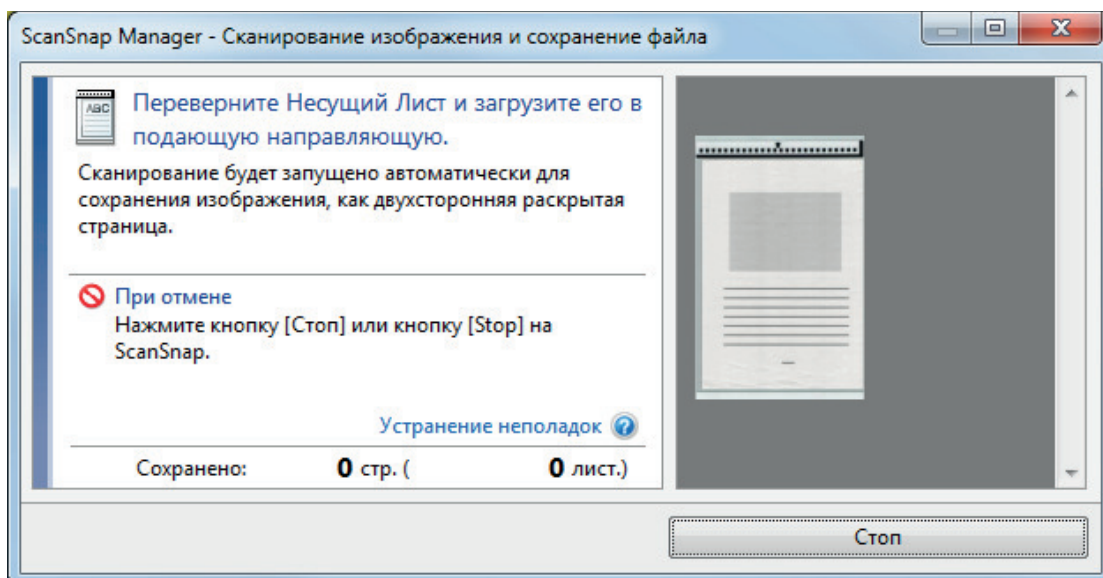 ScanSnap Manager - Сканирование изображения и сохранение файла
ABC
Переверните Несущий Лист и загрузите его в
подающую направляющую.
Сканирование будет запущено автоматически для
сохранения изображения, как двухсторонняя раскрытая
страница.
При отмене
Нажмите кнопку [Стоп] или кнопку [Stop] на
ScanSnap.
Устранение неполадок
Сохранено: 0 стр. ( 0 лист.)
Стоп